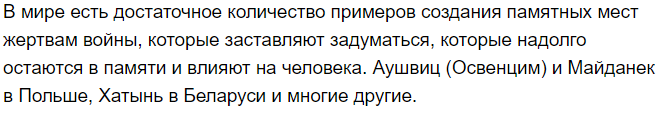 В мире есть достаточное количество примеров создания памятных мест
жертвам войны, которые заставляют задуматься, которые надолго
остаются в памяти и влияют на человека. Аушвиц (Освенцим) и Майданек
в Польше, Хатынь в Беларуси и многие другие.